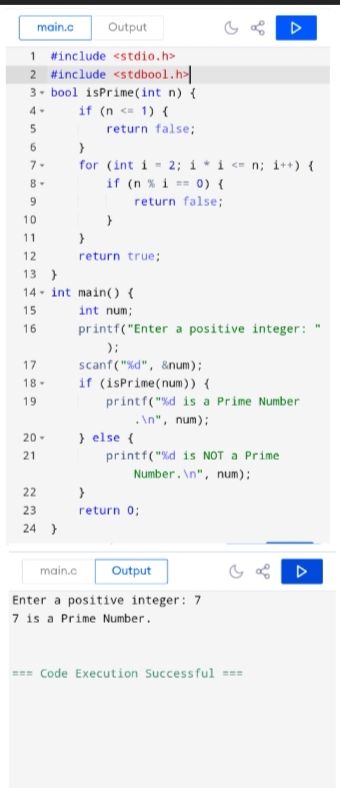 main.c Output
1 #include <stdio.h>
2 #include <stdbool.h>
3 bool isPrime(int n) {
4 if (n <= 1) {
5 return false;
6 }
7 for (int i = 2; i * i <= n; i++) {
8 if (n % i == 0) {
9 return false;
10 }
11 }
12 return true;
13 }
14 int main() {
15 int num;
16 printf("Enter a positive integer: "
);
17 scanf("%d", &num);
18 if (isPrime(num)) {
19 printf("%d is a Prime Number
.\n", num);
20 } else {
21 printf("%d is NOT a Prime
Number.\n", num);
22 }
23 return 0;
24 }
main.c Output
Enter a positive integer: 7
7 is a Prime Number.
=== Code Execution Successful ===